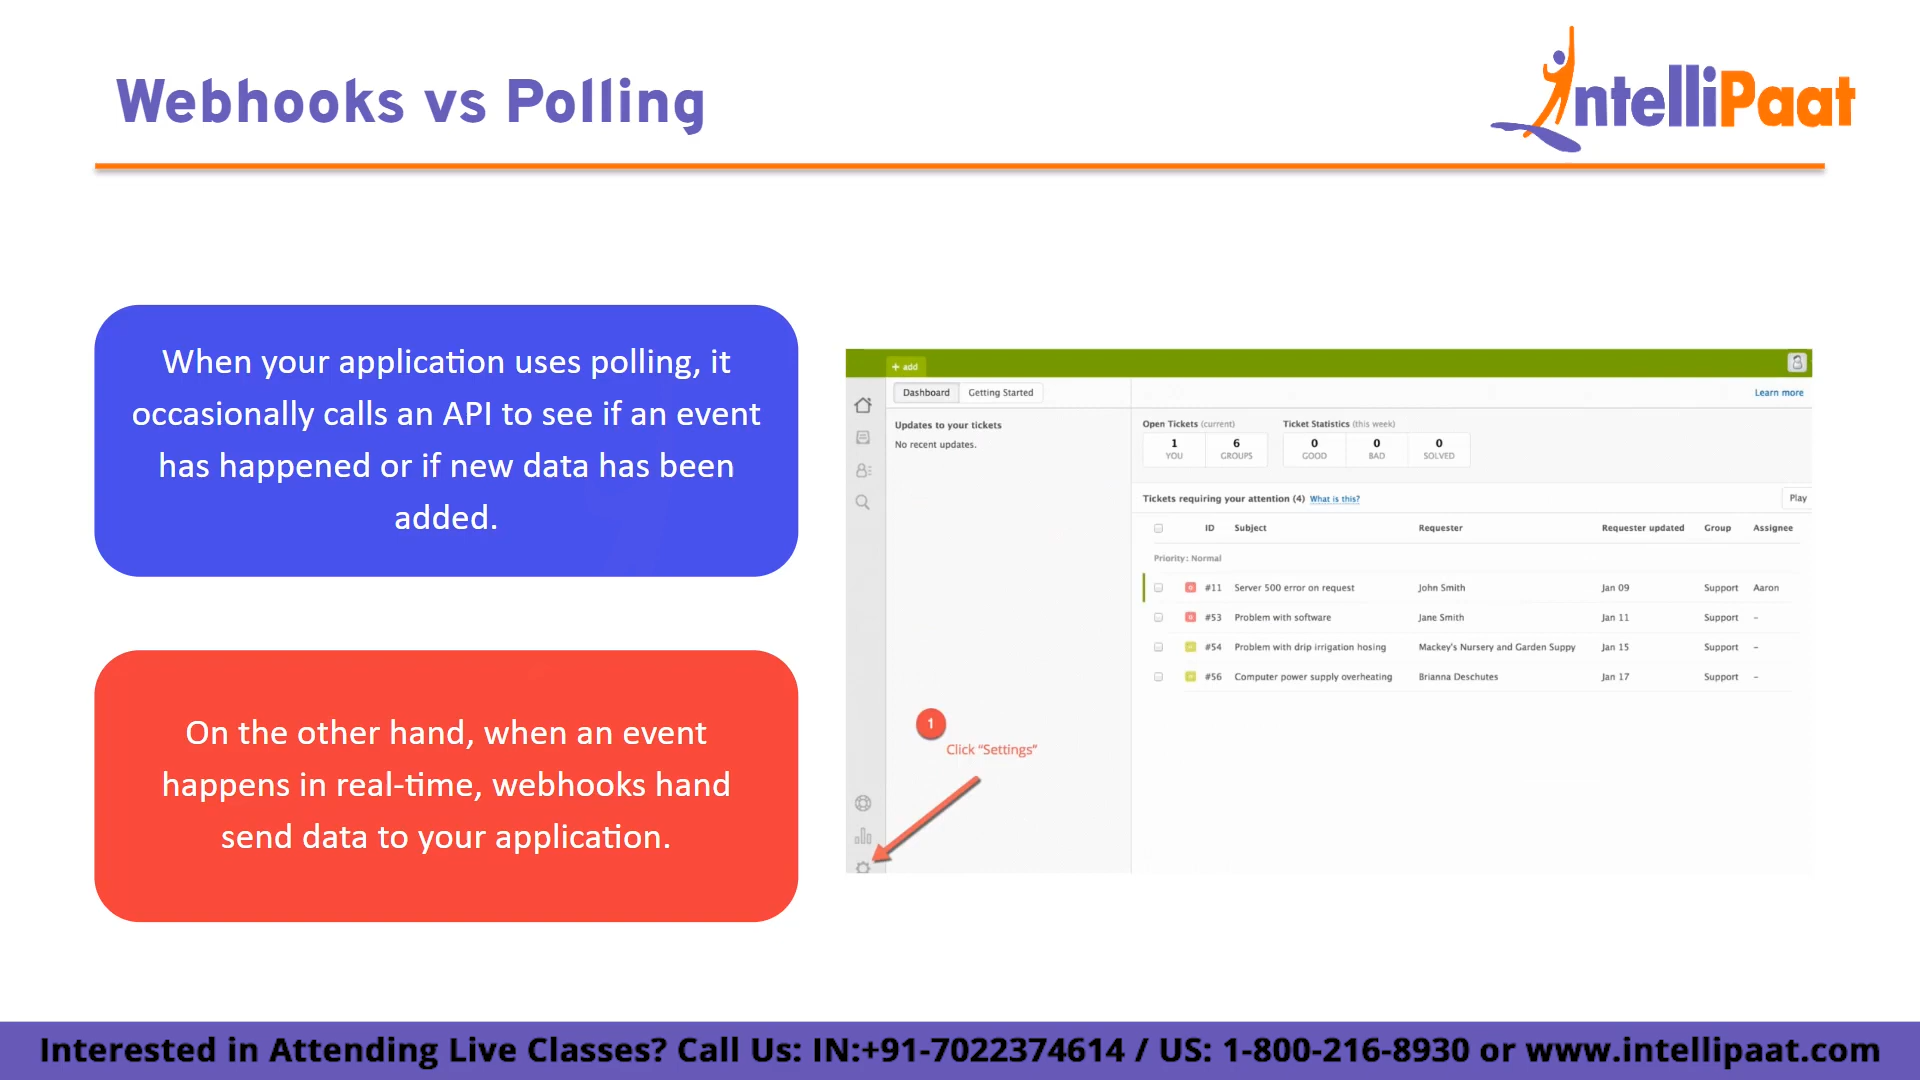 Webhooks vs Polling
IntelliPaat
When your application uses polling, it
occasionally calls an API to see if an event
has happened or if new data has been
added.
On the other hand, when an event
happens in real-time, webhooks hand
send data to your application.
+ add
Dashboard Getting Started Learn more
Updates to your tickets
No recent updates.
Open Tickets (current) Ticket Statistics (this week)
1 6 0 0 0
YOU GROUPS GOOD BAD SOLVED
Tickets requiring your attention (4) What is this? Play
ID Subject Requester Requester updated Group Assignee
Priority: Normal
#11 Server 500 error on request John Smith Jan 09 Support Aaron
#53 Problem with software Jane Smith Jan 11 Support –
#54 Problem with drip irrigation hosing Mackey's Nursery and Garden Suppy Jan 15 Support –
#56 Computer power supply overheating Brianna Deschutes Jan 17 Support –
1
Click "Settings"
Interested in Attending Live Classes? Call Us: IN:+91-7022374614 / US: 1-800-216-8930 or www.intellipaat.com